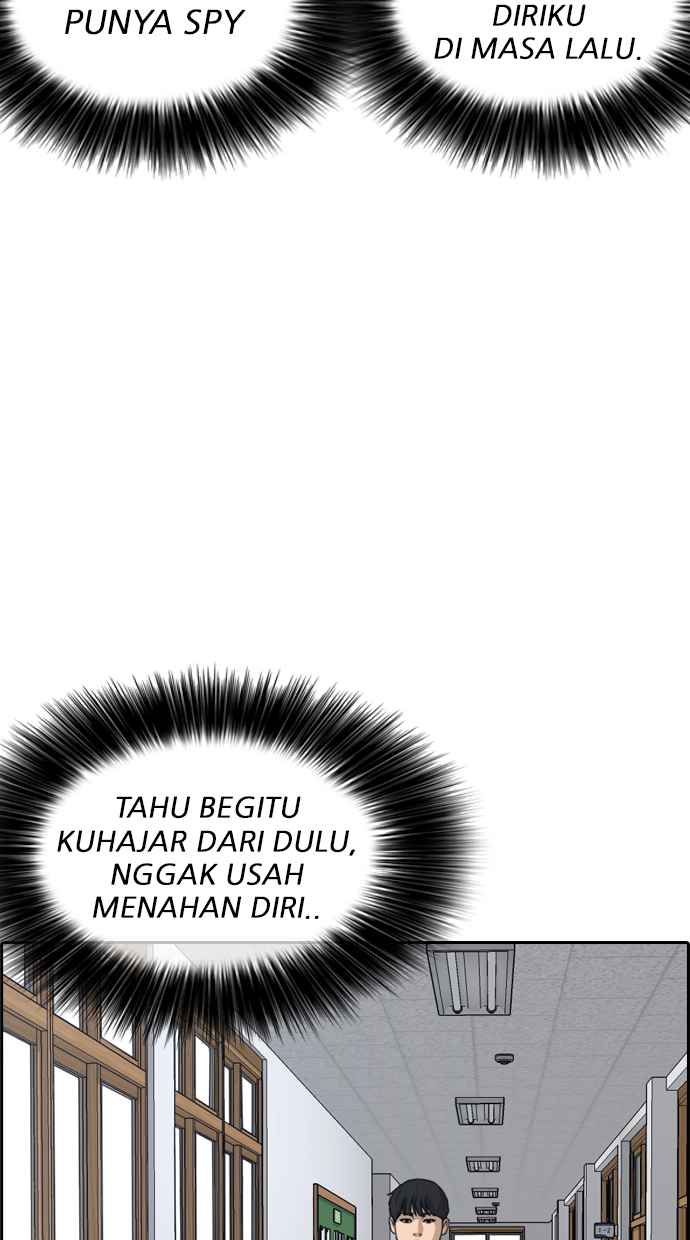 PUNYA SPY
DIRIKU
DI MASA LALU.
TAHU BEGITU
KUHAJAR DARI DULU,
NGGAK USAH
MENAHAN DIRI..